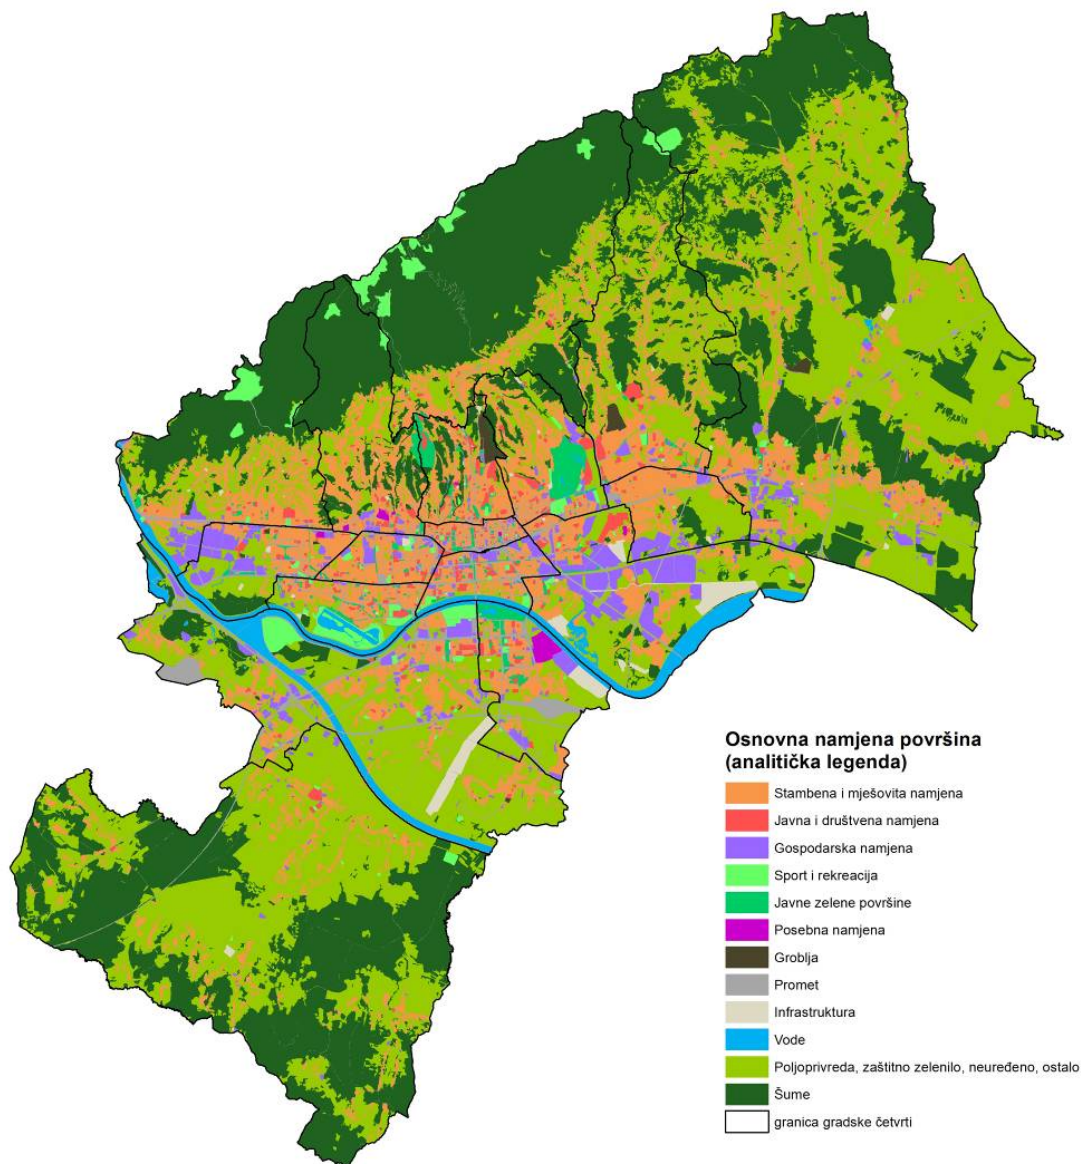 Osnovna namjena površina
(analitička legenda)
Stambena i mješovita namjena
Javna i društvena namjena
Gospodarska namjena
Sport i rekreacija
Javne zelene površine
Posebna namjena
Groblja
Promet
Infrastruktura
Vode
Poljoprivreda, zaštitno zelenilo, neuređeno, ostalo
Šume
granica gradske četvrti